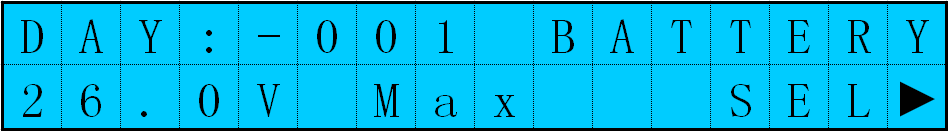 DAY:-001 BATTERY
26.0V Max SEL▶